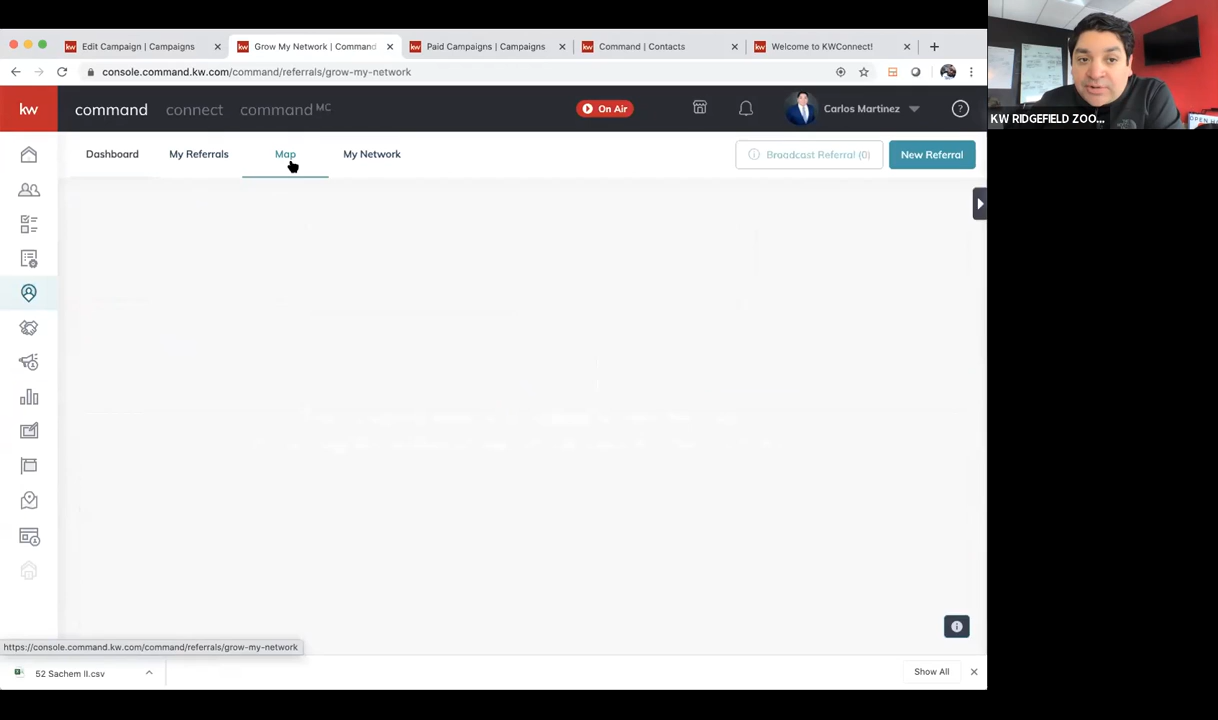 Edit Campaign | Campaigns
Grow My Network | Command
Paid Campaigns | Campaigns
Command | Contacts
Welcome to KWConnect!
console.command.kw.com/command/referrals/grow-my-network
kw
command
connect
command MC
On Air
Carlos Martinez
KW RIDGEFIELD ZOO...
Dashboard
My Referrals
Map
My Network
Broadcast Referral (0)
New Referral
https://console.command.kw.com/command/referrals/grow-my-network
52 Sachem II.csv
Show All